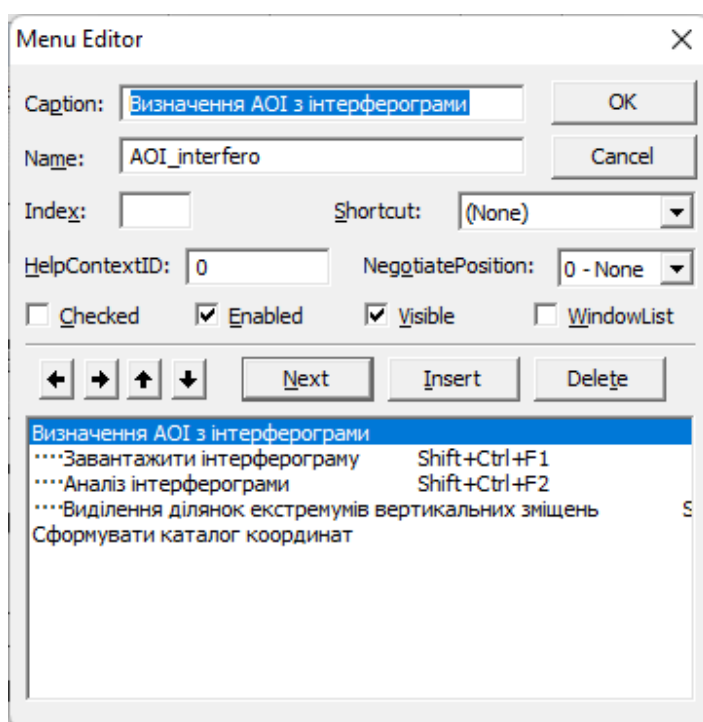 Menu Editor
Caption: Визначення АОІ з інтерферограми OK
Name: AOI_interfero Cancel
Index: Shortcut: (None)
HelpContextID: 0 NegotiatePosition: 0 - None
Checked Enabled Visible WindowList
Next Insert Delete
Визначення АОІ з інтерферограми
····Завантажити інтерферограму Shift+Ctrl+F1
····Аналіз інтерферограми Shift+Ctrl+F2
····Виділення ділянок екстремумів вертикальних зміщень S
Сформувати каталог координат